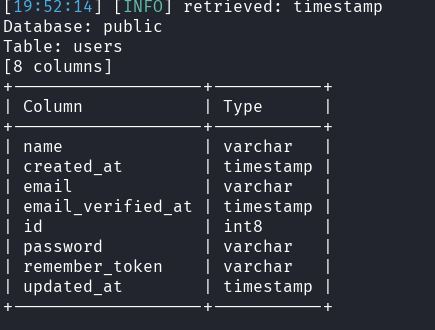 [19:52:14] [INFO] retrieved: timestamp
Database: public
Table: users
[8 columns]
+-------------------+-----------+
| Column            | Type      |
+-------------------+-----------+
| name              | varchar   |
| created_at        | timestamp |
| email             | varchar   |
| email_verified_at | timestamp |
| id                | int8      |
| password          | varchar   |
| remember_token    | varchar   |
| updated_at        | timestamp |
+-------------------+-----------+